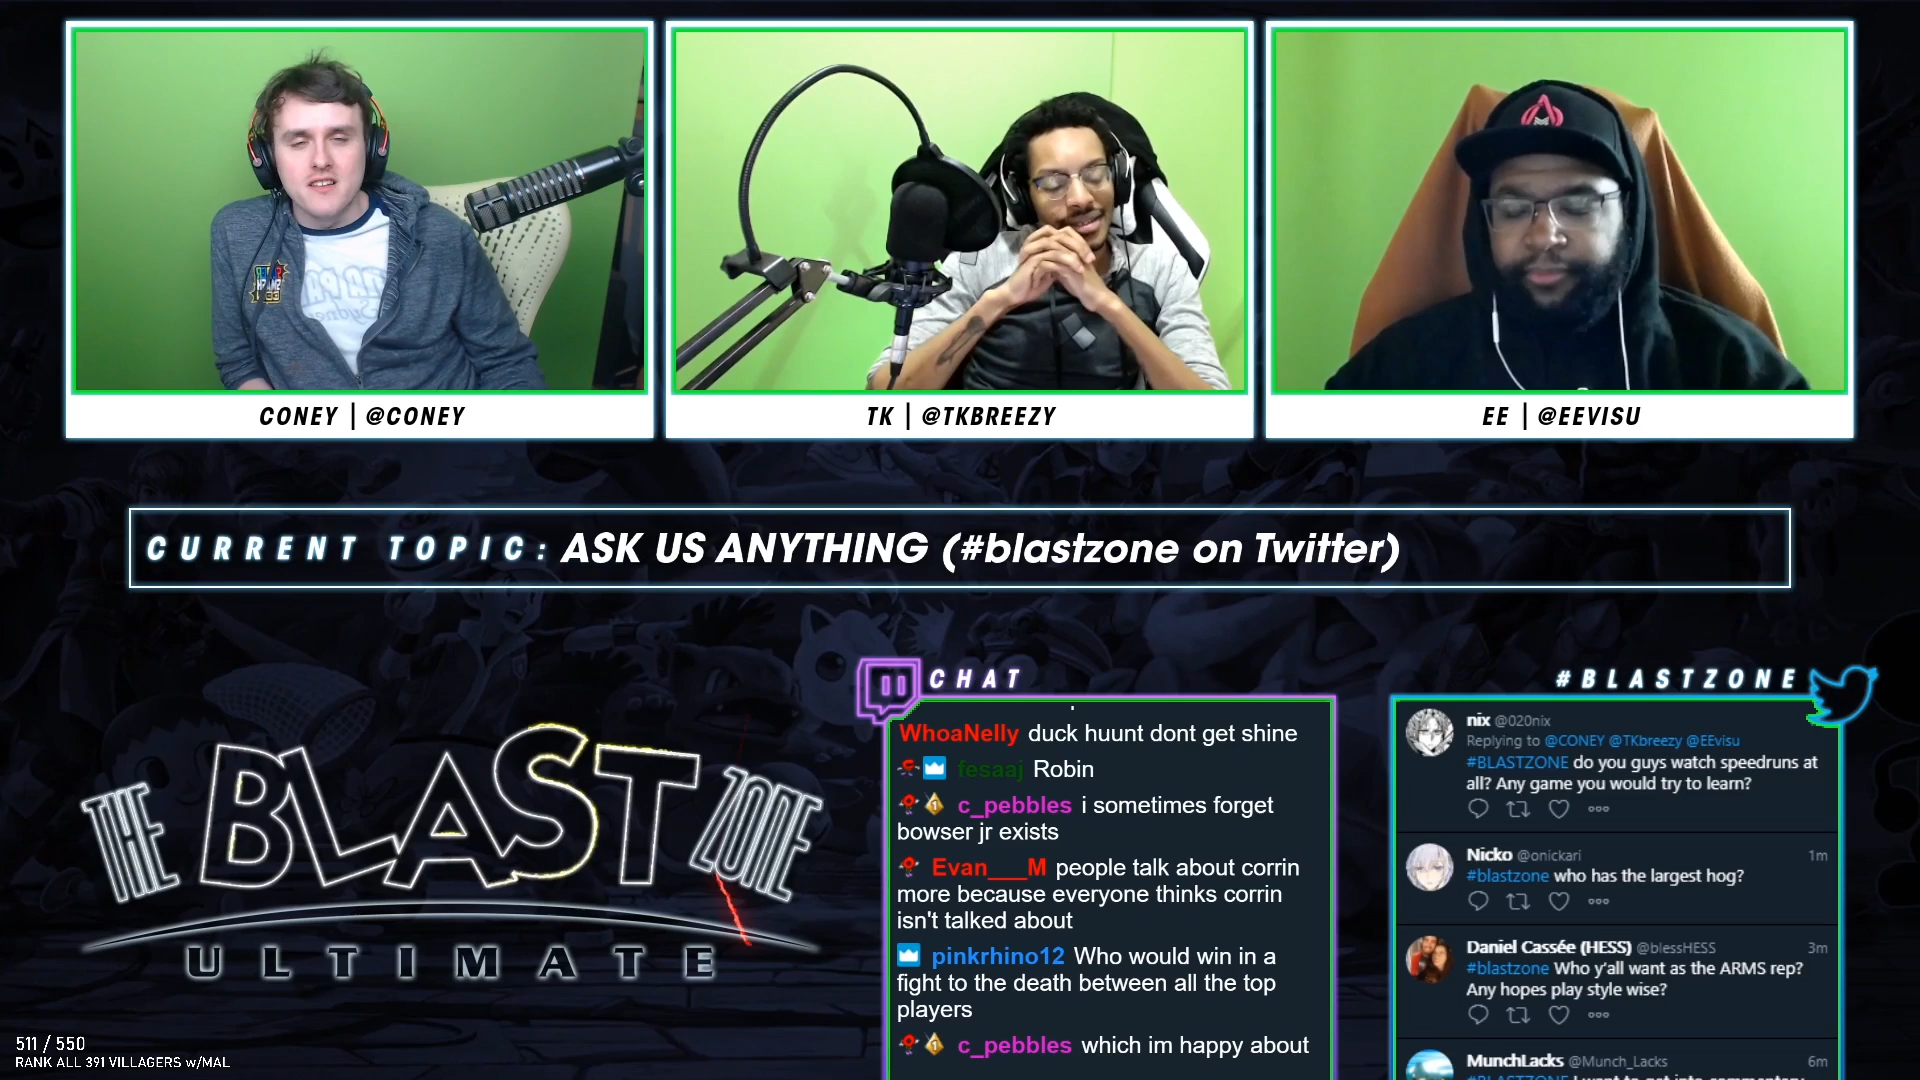 CONEY | @CONEY
TK | @TKBREEZY
EE | @EEVISU
CURRENT TOPIC: ASK US ANYTHING (#blastzone on Twitter)
THE BLAST ZONE
ULTIMATE
511 / 550
RANK ALL 391 VILLAGERS w/MAL
CHAT
WhoaNelly duck huunt dont get shine
fesaaj Robin
c_pebbles i sometimes forget
bowser jr exists
Evan___M people talk about corrin
more because everyone thinks corrin
isn't talked about
pinkrhino12 Who would win in a
fight to the death between all the top
players
c_pebbles which im happy about
#BLASTZONE
nix @020nix
Replying to @CONEY @TKbreezy @EEvisu
#BLASTZONE do you guys watch speedruns at
all? Any game you would try to learn?
Nicko @onickari 1m
#blastzone who has the largest hog?
Daniel Cassée (HESS) @blessHESS 3m
#blastzone Who y'all want as the ARMS rep?
Any hopes play style wise?
MunchLacks @Munch_Lacks 6m